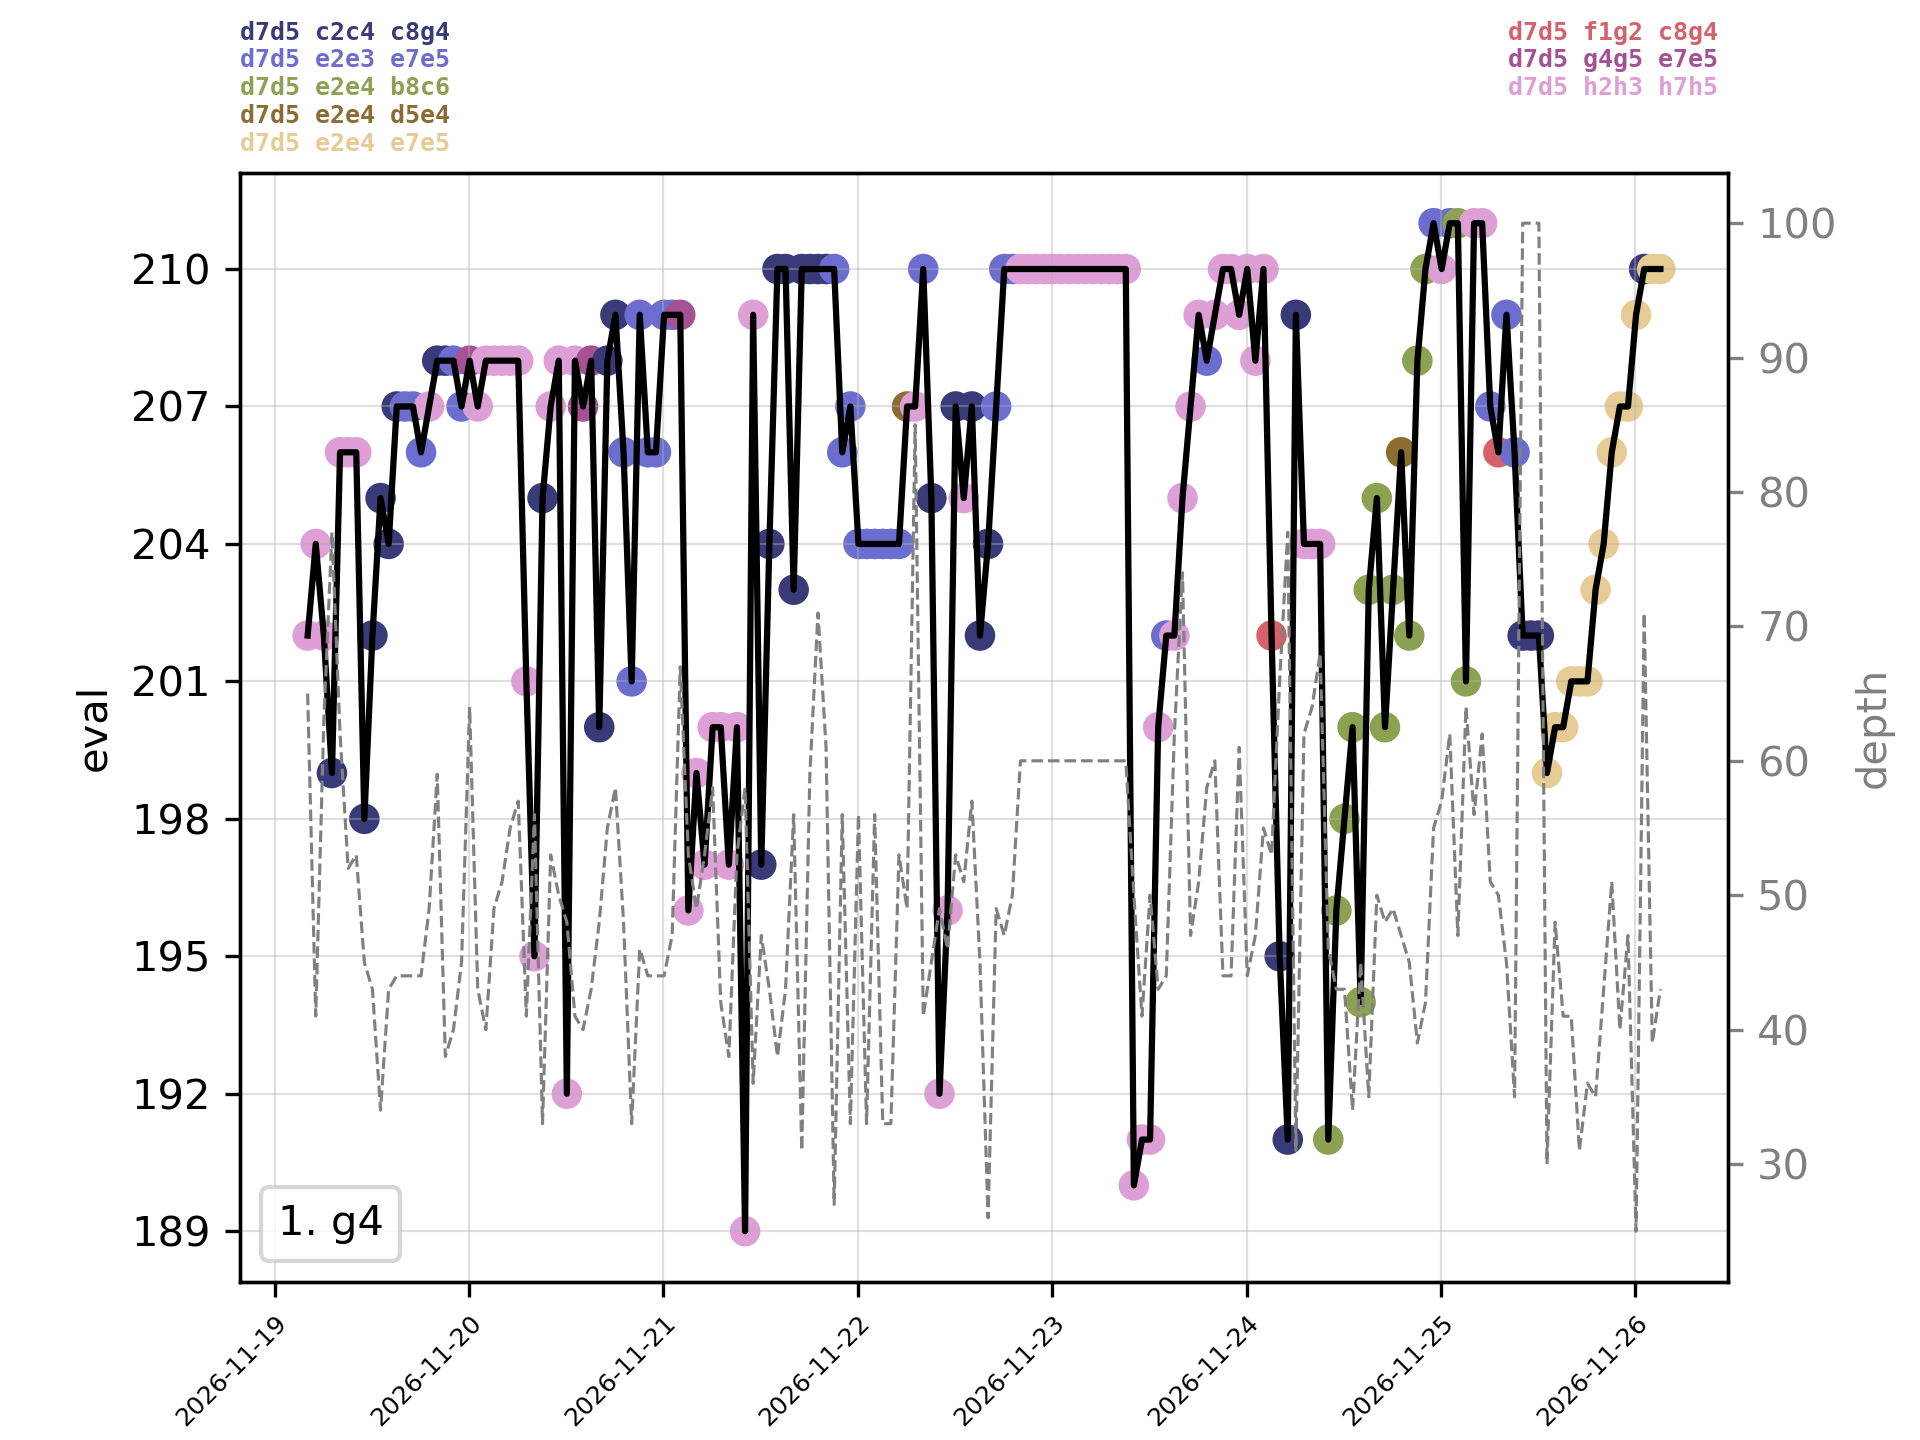 d7d5 c2c4 c8g4
d7d5 e2e3 e7e5
d7d5 e2e4 b8c6
d7d5 e2e4 d5e4
d7d5 e2e4 e7e5
d7d5 f1g2 c8g4
d7d5 g4g5 e7e5
d7d5 h2h3 h7h5
eval
210
207
204
201
198
195
192
189
1. g4
100
90
80
70
60
50
40
30
depth
2026-11-19
2026-11-20
2026-11-21
2026-11-22
2026-11-23
2026-11-24
2026-11-25
2026-11-26